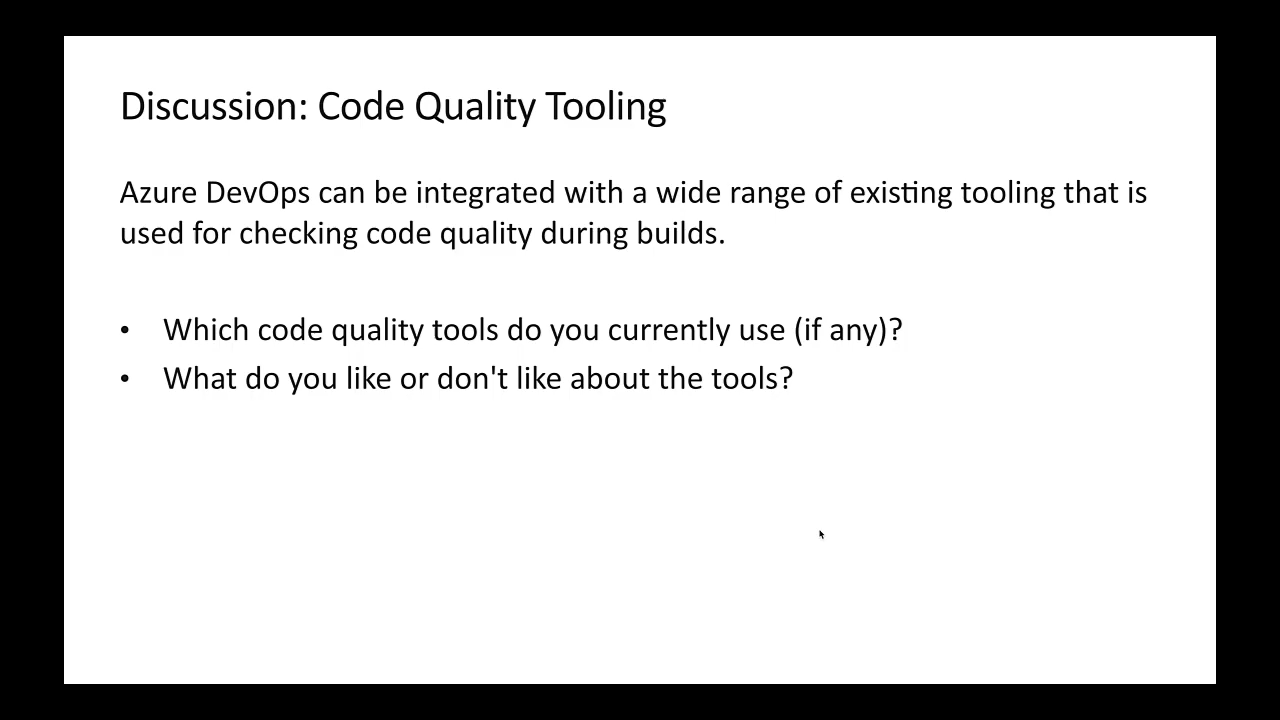 Discussion: Code Quality Tooling
Azure DevOps can be integrated with a wide range of existing tooling that is
used for checking code quality during builds.
• Which code quality tools do you currently use (if any)?
• What do you like or don't like about the tools?